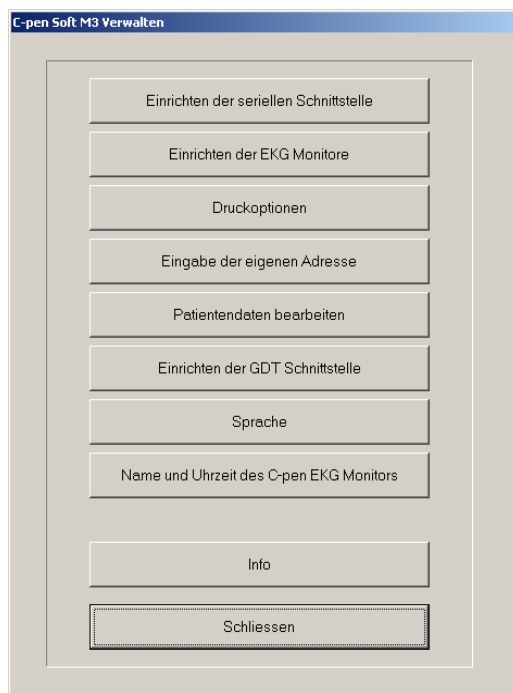 C-pen Soft M3 Verwalten
Einrichten der seriellen Schnittstelle
Einrichten der EKG Monitore
Druckoptionen
Eingabe der eigenen Adresse
Patientendaten bearbeiten
Einrichten der GDT Schnittstelle
Sprache
Name und Uhrzeit des C-pen EKG Monitors
Info
Schliessen